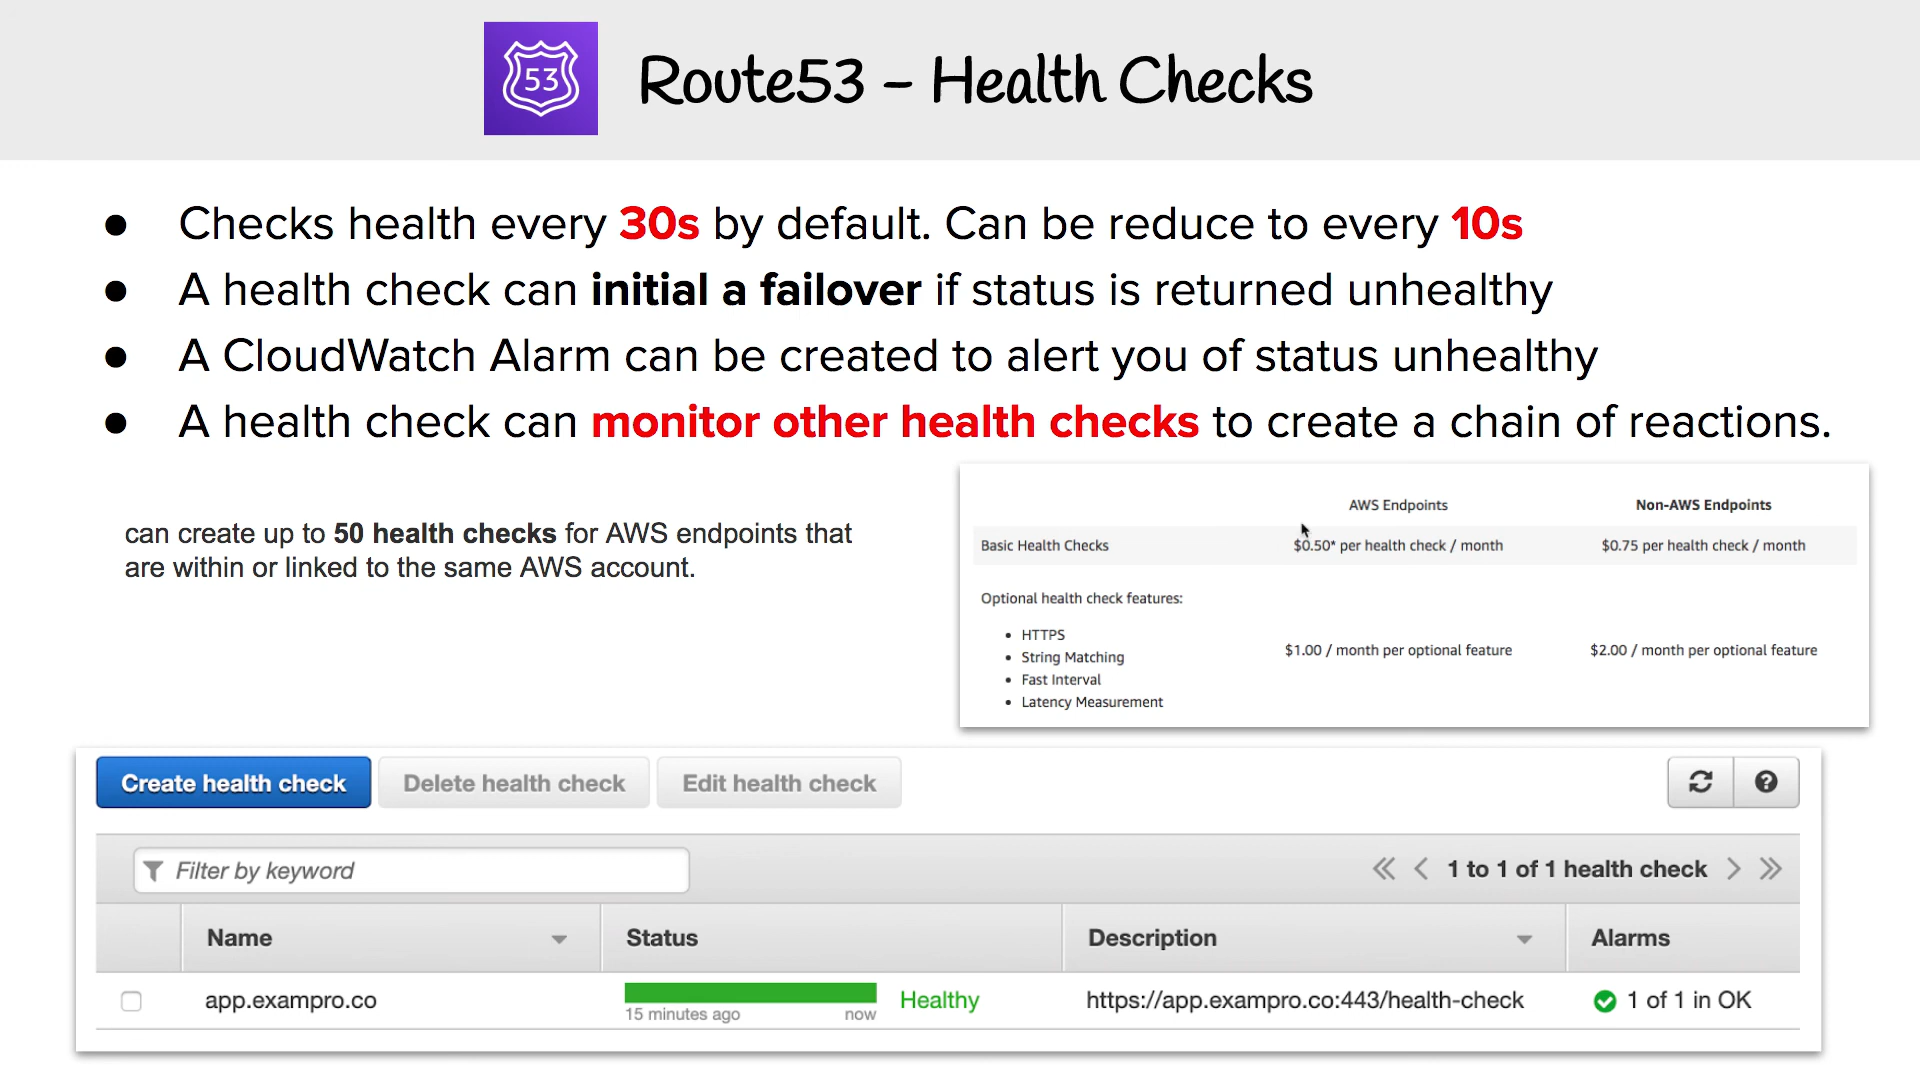 53
Route53 – Health Checks
● Checks health every 30s by default. Can be reduce to every 10s
● A health check can initial a failover if status is returned unhealthy
● A CloudWatch Alarm can be created to alert you of status unhealthy
● A health check can monitor other health checks to create a chain of reactions.
can create up to 50 health checks for AWS endpoints that
are within or linked to the same AWS account.
AWS Endpoints Non-AWS Endpoints
Basic Health Checks $0.50* per health check / month $0.75 per health check / month
Optional health check features:
• HTTPS
• String Matching
• Fast Interval
• Latency Measurement
$1.00 / month per optional feature $2.00 / month per optional feature
Create health check Delete health check Edit health check
Filter by keyword 1 to 1 of 1 health check
Name Status Description Alarms
app.exampro.co Healthy https://app.exampro.co:443/health-check 1 of 1 in OK
15 minutes ago now